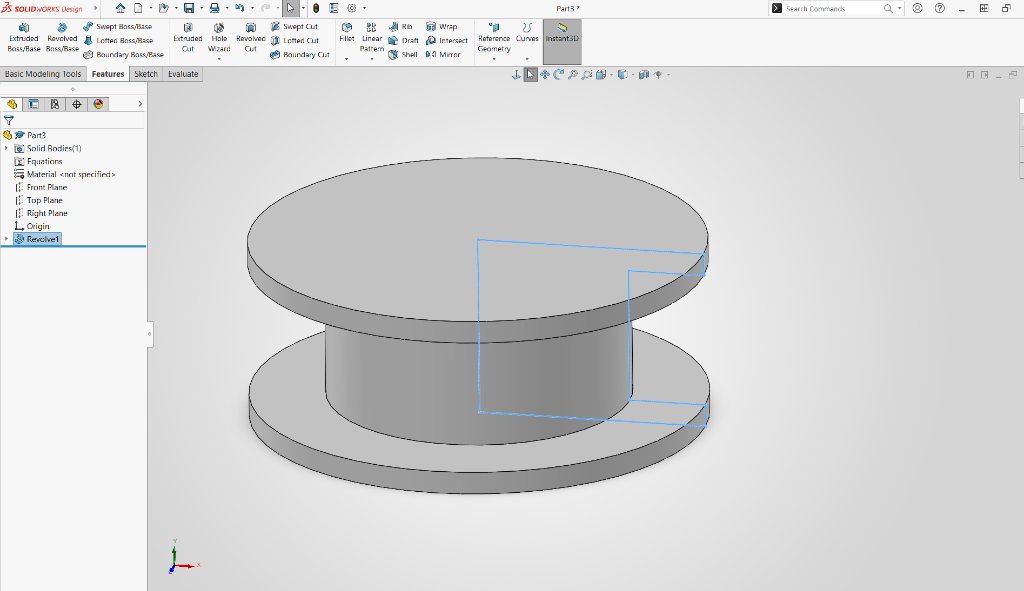 SOLIDWORKS Design
Part3 *
Search Commands
Extruded Boss/Base
Revolved Boss/Base
Swept Boss/Base
Lofted Boss/Base
Boundary Boss/Base
Extruded Cut
Hole Wizard
Revolved Cut
Swept Cut
Lofted Cut
Boundary Cut
Fillet
Linear Pattern
Rib
Draft
Shell
Wrap
Intersect
Mirror
Reference Geometry
Curves
Instant3D
Basic Modeling Tools
Features
Sketch
Evaluate
Part3
Solid Bodies(1)
Equations
Material <not specified>
Front Plane
Top Plane
Right Plane
Origin
Revolve1
Y
X